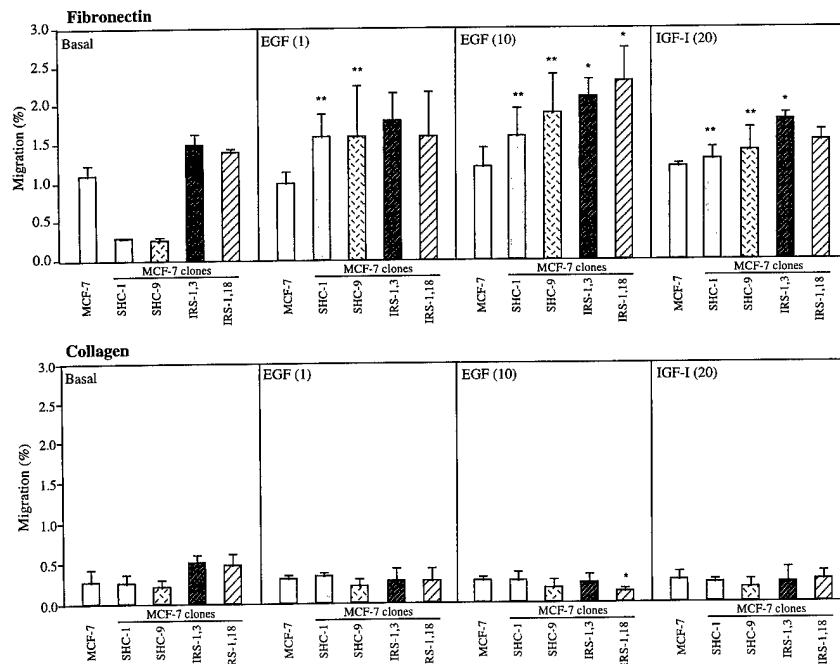 Fibronectin
Basal
EGF (1)
EGF (10)
IGF-I (20)
Migration (%)
3.0
2.5
2.0
1.5
1.0
0.5
0.0
** ** ** ** * * ** ** *
MCF-7 SHC-1 SHC-9 IRS-1,3 IRS-1,18
MCF-7 clones
MCF-7 SHC-1 SHC-9 IRS-1,3 IRS-1,18
MCF-7 clones
MCF-7 SHC-1 SHC-9 IRS-1,3 IRS-1,18
MCF-7 clones
MCF-7 SHC-1 SHC-9 IRS-1,3 IRS-1,18
MCF-7 clones
Collagen
Basal
EGF (1)
EGF (10)
IGF-I (20)
Migration (%)
3.0
2.5
2.0
1.5
1.0
0.5
0.0
*
MCF-7 SHC-1 SHC-9 IRS-1,3 RS-1,18
MCF-7 clones
MCF-7 SHC-1 SHC-9 IRS-1,3 RS-1,18
MCF-7 clones
MCF-7 SHC-1 SHC-9 IRS-1,3 RS-1,18
MCF-7 clones
MCF-7 SHC-1 SHC-9 IRS-1,3 RS-1,18
MCF-7 clones